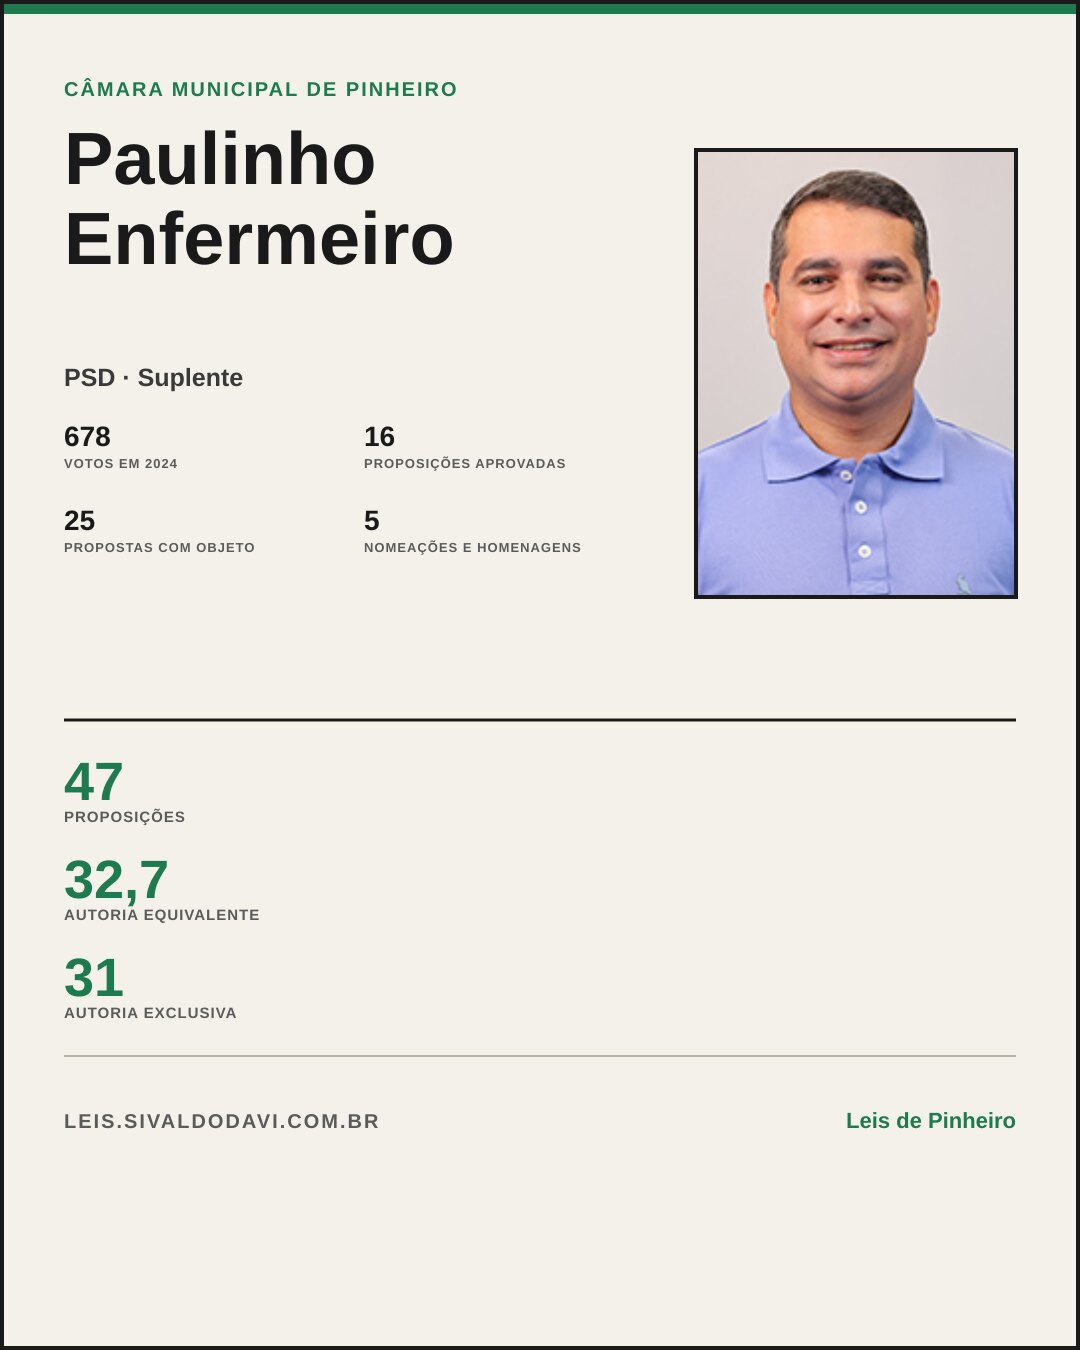 CÂMARA MUNICIPAL DE PINHEIRO
Paulinho
Enfermeiro
PSD · Suplente
678
VOTOS EM 2024
16
PROPOSIÇÕES APROVADAS
25
PROPOSTAS COM OBJETO
5
NOMEAÇÕES E HOMENAGENS
47
PROPOSIÇÕES
32,7
AUTORIA EQUIVALENTE
31
AUTORIA EXCLUSIVA
LEIS.SIVALDODAVI.COM.BR
Leis de Pinheiro